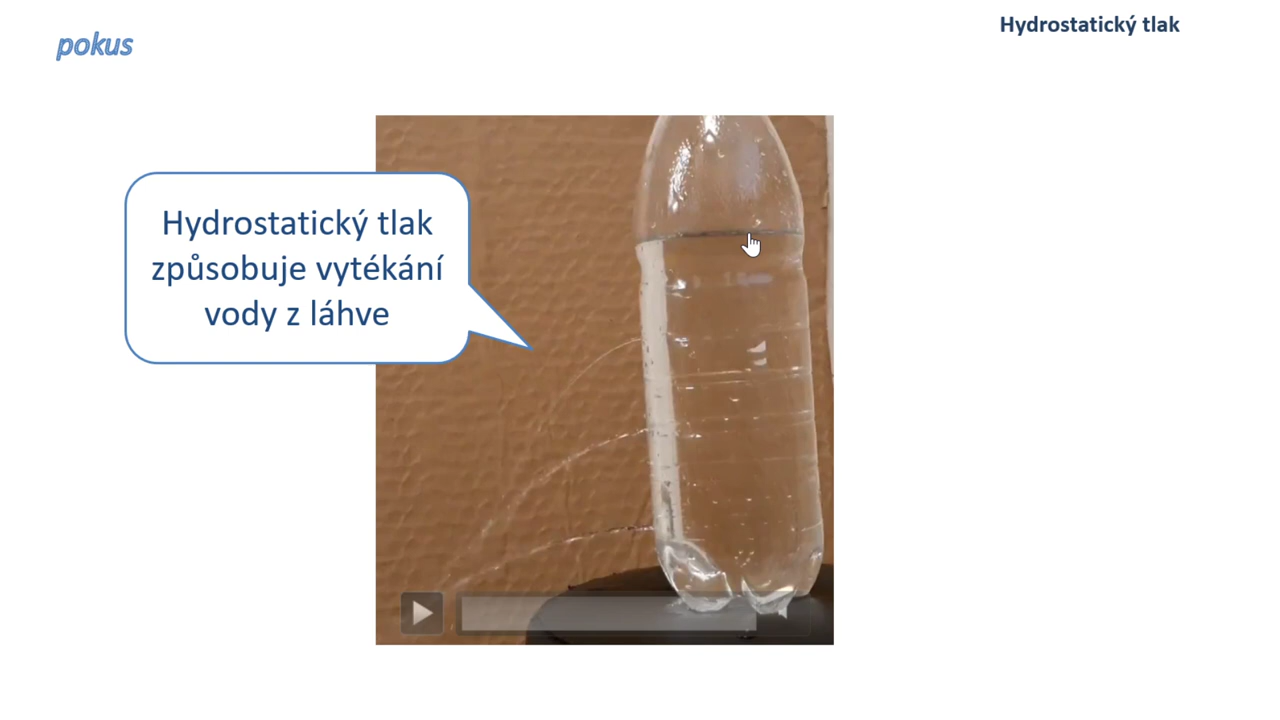 pokus
Hydrostatický tlak
Hydrostatický tlak
způsobuje vytékání
vody z láhve